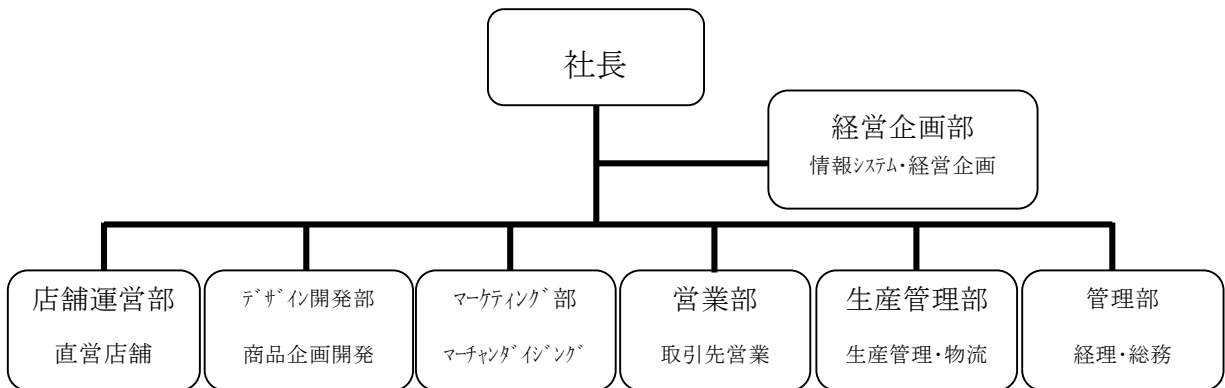 社長
経営企画部
情報ｼｽﾃﾑ・経営企画
店舗運営部
直営店舗
ﾃﾞｻﾞｲﾝ開発部
商品企画開発
ﾏｰｹﾃｨﾝｸﾞ部
ﾏｰﾁｬﾝﾀﾞｲｼﾞﾝｸﾞ
営業部
取引先営業
生産管理部
生産管理・物流
管理部
経理・総務